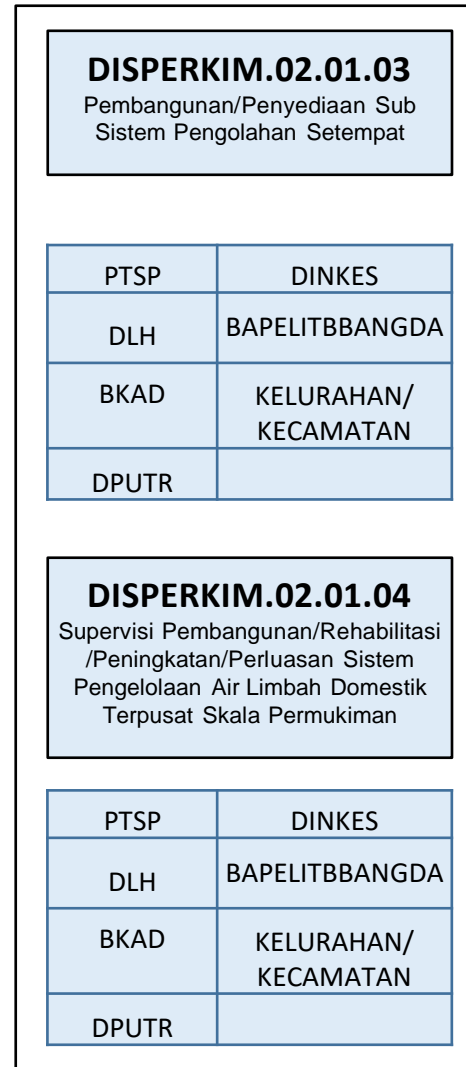 DISPERKIM.02.01.03
Pembangunan/Penyediaan Sub
Sistem Pengolahan Setempat
PTSP DINKES
DLH BAPELITBBANGDA
BKAD KELURAHAN/
KECAMATAN
DPUTR
DISPERKIM.02.01.04
Supervisi Pembangunan/Rehabilitasi
/Peningkatan/Perluasan Sistem
Pengelolaan Air Limbah Domestik
Terpusat Skala Permukiman
PTSP DINKES
DLH BAPELITBBANGDA
BKAD KELURAHAN/
KECAMATAN
DPUTR